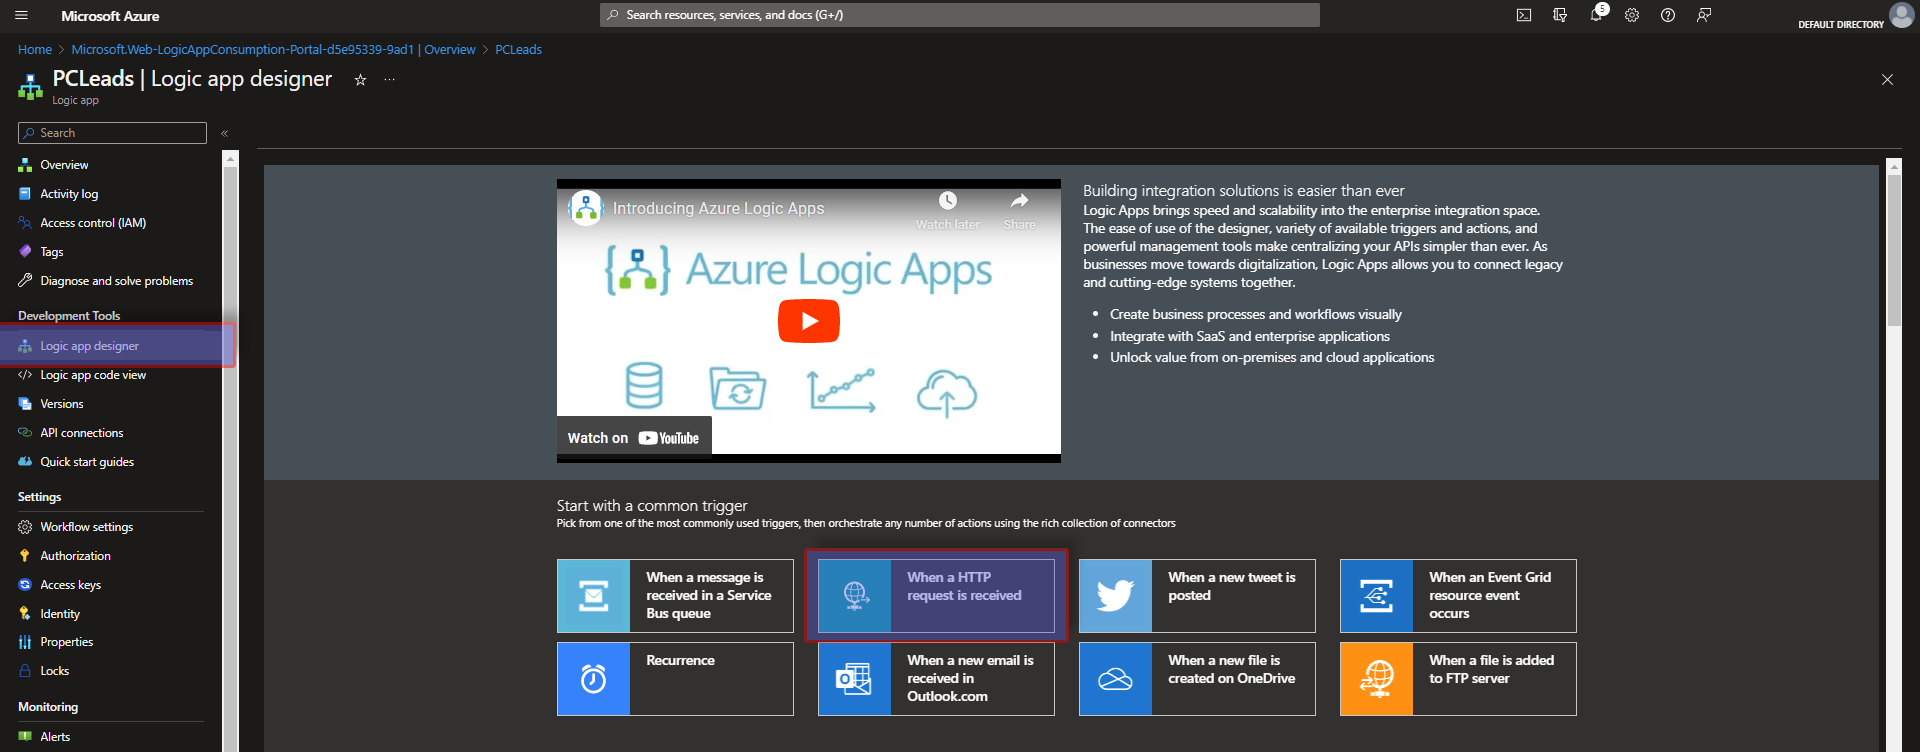 Microsoft Azure
Search resources, services, and docs (G+/)
5
DEFAULT DIRECTORY
Home > Microsoft.Web-LogicAppConsumption-Portal-d5e95339-9ad1 | Overview > PCLeads
PCLeads | Logic app designer
Logic app
Search
Overview
Activity log
Access control (IAM)
Tags
Diagnose and solve problems
Development Tools
Logic app designer
Logic app code view
Versions
API connections
Quick start guides
Settings
Workflow settings
Authorization
Access keys
Identity
Properties
Locks
Monitoring
Alerts
Introducing Azure Logic Apps
Watch later
Share
Azure Logic Apps
Watch on YouTube
Building integration solutions is easier than ever
Logic Apps brings speed and scalability into the enterprise integration space.
The ease of use of the designer, variety of available triggers and actions, and
powerful management tools make centralizing your APIs simpler than ever. As
businesses move towards digitalization, Logic Apps allows you to connect legacy
and cutting-edge systems together.
• Create business processes and workflows visually
• Integrate with SaaS and enterprise applications
• Unlock value from on-premises and cloud applications
Start with a common trigger
Pick from one of the most commonly used triggers, then orchestrate any number of actions using the rich collection of connectors
When a message is
received in a Service
Bus queue
When a HTTP
request is received
When a new tweet is
posted
When an Event Grid
resource event
occurs
Recurrence
When a new email is
received in
Outlook.com
When a new file is
created on OneDrive
When a file is added
to FTP server